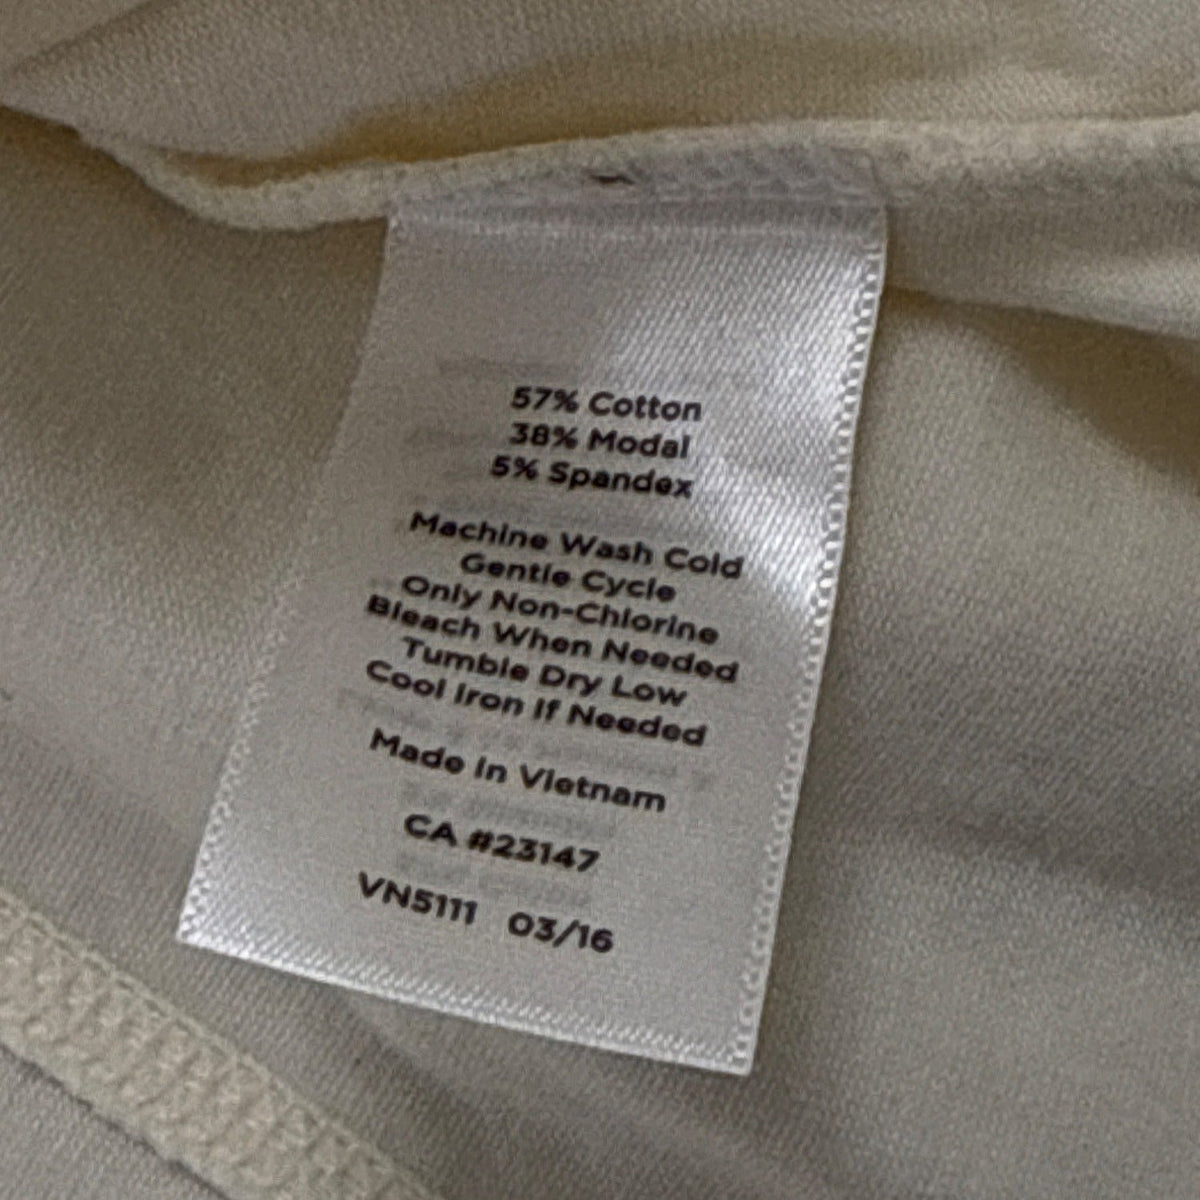 57% Cotton
38% Modal
5% Spandex
Machine Wash Cold
Gentle Cycle
Only Non-Chlorine
Bleach When Needed
Tumble Dry Low
Cool Iron If Needed
Made in Vietnam
CA #23147
VN5111 03/16